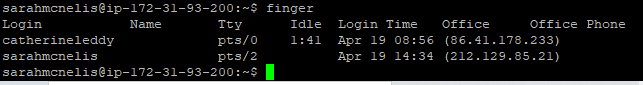 sarahmcnelis@ip-172-31-93-200:~$ finger
Login          Name       Tty      Idle  Login Time   Office     Office Phone
catherineleddy            pts/0    1:41  Apr 19 08:56 (86.41.178.233)
sarahmcnelis              pts/2          Apr 19 14:34 (212.129.85.21)
sarahmcnelis@ip-172-31-93-200:~$